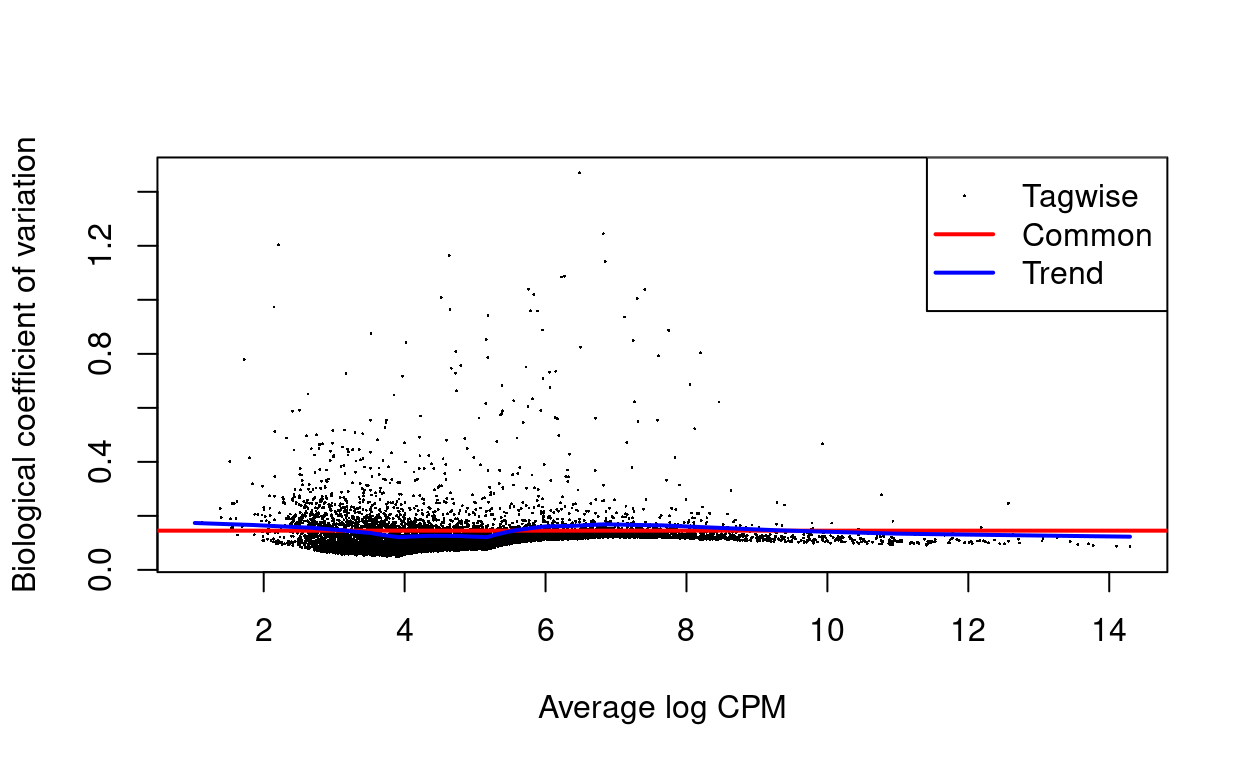 Biological coefficient of variation
1.2
0.8
0.4
0.0
Tagwise
Common
Trend
2 4 6 8 10 12 14
Average log CPM